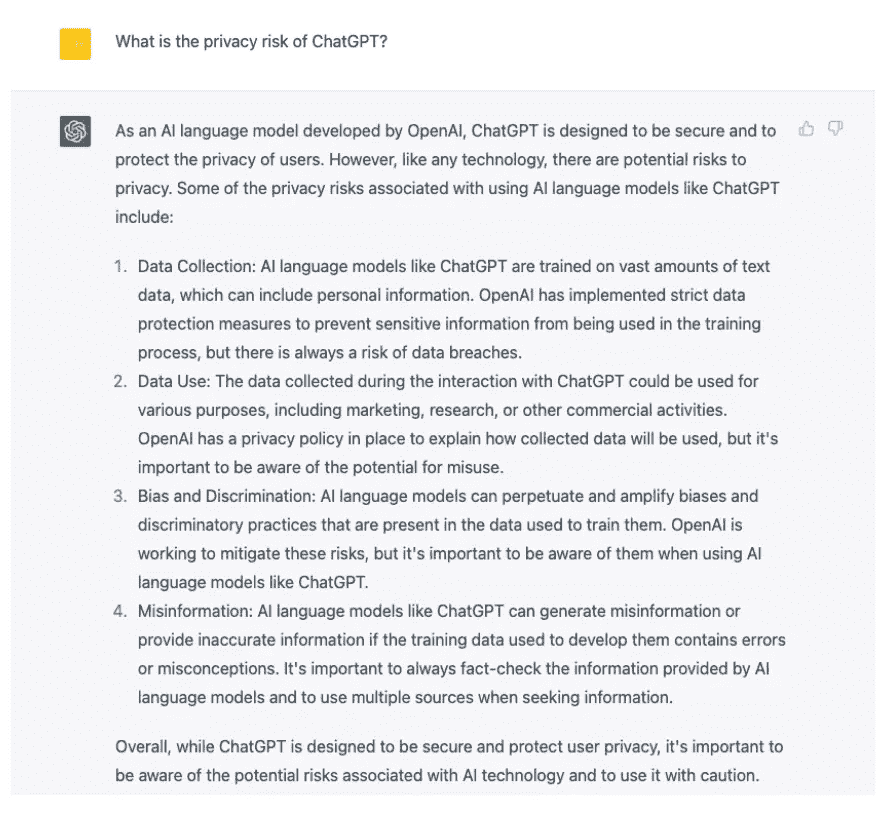 What is the privacy risk of ChatGPT?
As an AI language model developed by OpenAI, ChatGPT is designed to be secure and to
protect the privacy of users. However, like any technology, there are potential risks to
privacy. Some of the privacy risks associated with using AI language models like ChatGPT
include:
1. Data Collection: AI language models like ChatGPT are trained on vast amounts of text
data, which can include personal information. OpenAI has implemented strict data
protection measures to prevent sensitive information from being used in the training
process, but there is always a risk of data breaches.
2. Data Use: The data collected during the interaction with ChatGPT could be used for
various purposes, including marketing, research, or other commercial activities.
OpenAI has a privacy policy in place to explain how collected data will be used, but it's
important to be aware of the potential for misuse.
3. Bias and Discrimination: AI language models can perpetuate and amplify biases and
discriminatory practices that are present in the data used to train them. OpenAI is
working to mitigate these risks, but it's important to be aware of them when using AI
language models like ChatGPT.
4. Misinformation: AI language models like ChatGPT can generate misinformation or
provide inaccurate information if the training data used to develop them contains errors
or misconceptions. It's important to always fact-check the information provided by AI
language models and to use multiple sources when seeking information.
Overall, while ChatGPT is designed to be secure and protect user privacy, it's important to
be aware of the potential risks associated with AI technology and to use it with caution.